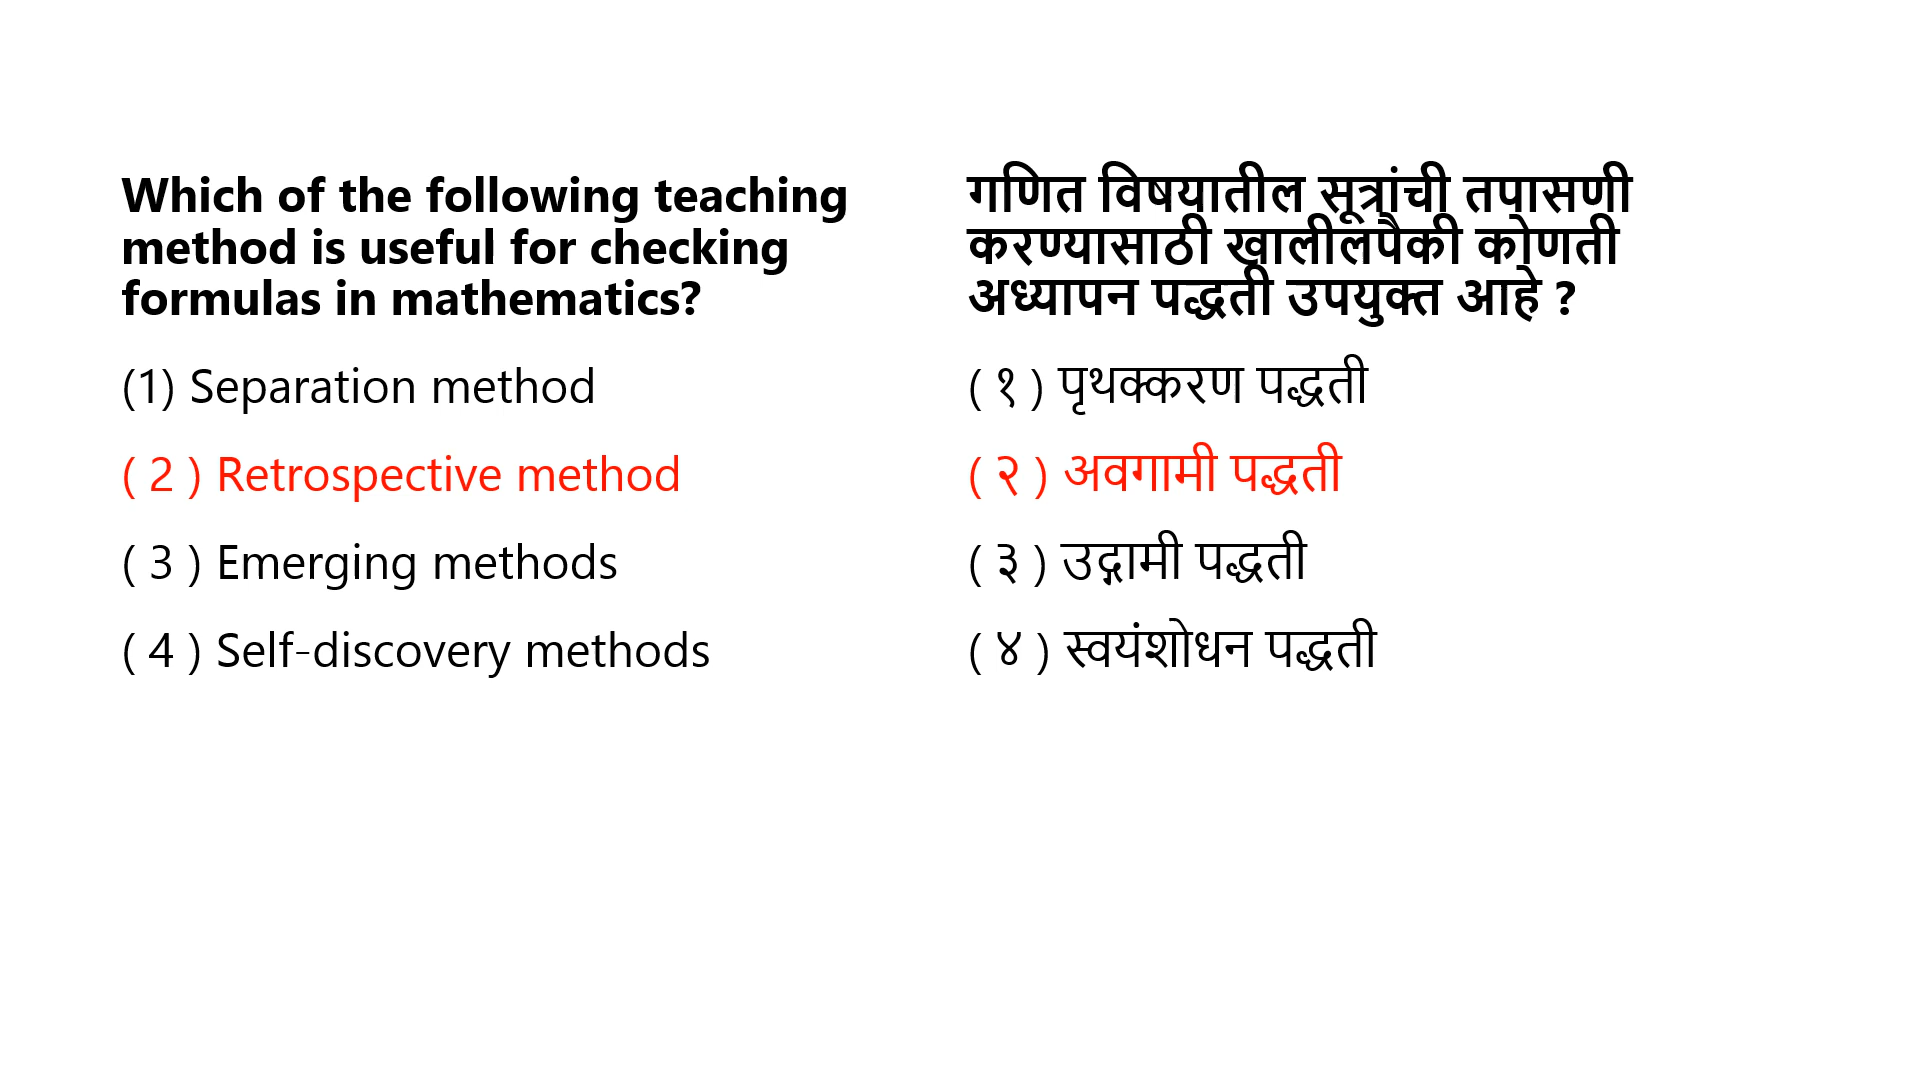 Which of the following teaching
method is useful for checking
formulas in mathematics?
(1) Separation method
( 2 ) Retrospective method
( 3 ) Emerging methods
( 4 ) Self-discovery methods
गणित विषयातील सूत्रांची तपासणी
करण्यासाठी खालीलपैकी कोणती
अध्यापन पद्धती उपयुक्त आहे ?
( १ ) पृथक्करण पद्धती
( २ ) अवगामी पद्धती
( ३ ) उद्गामी पद्धती
( ४ ) स्वयंशोधन पद्धती